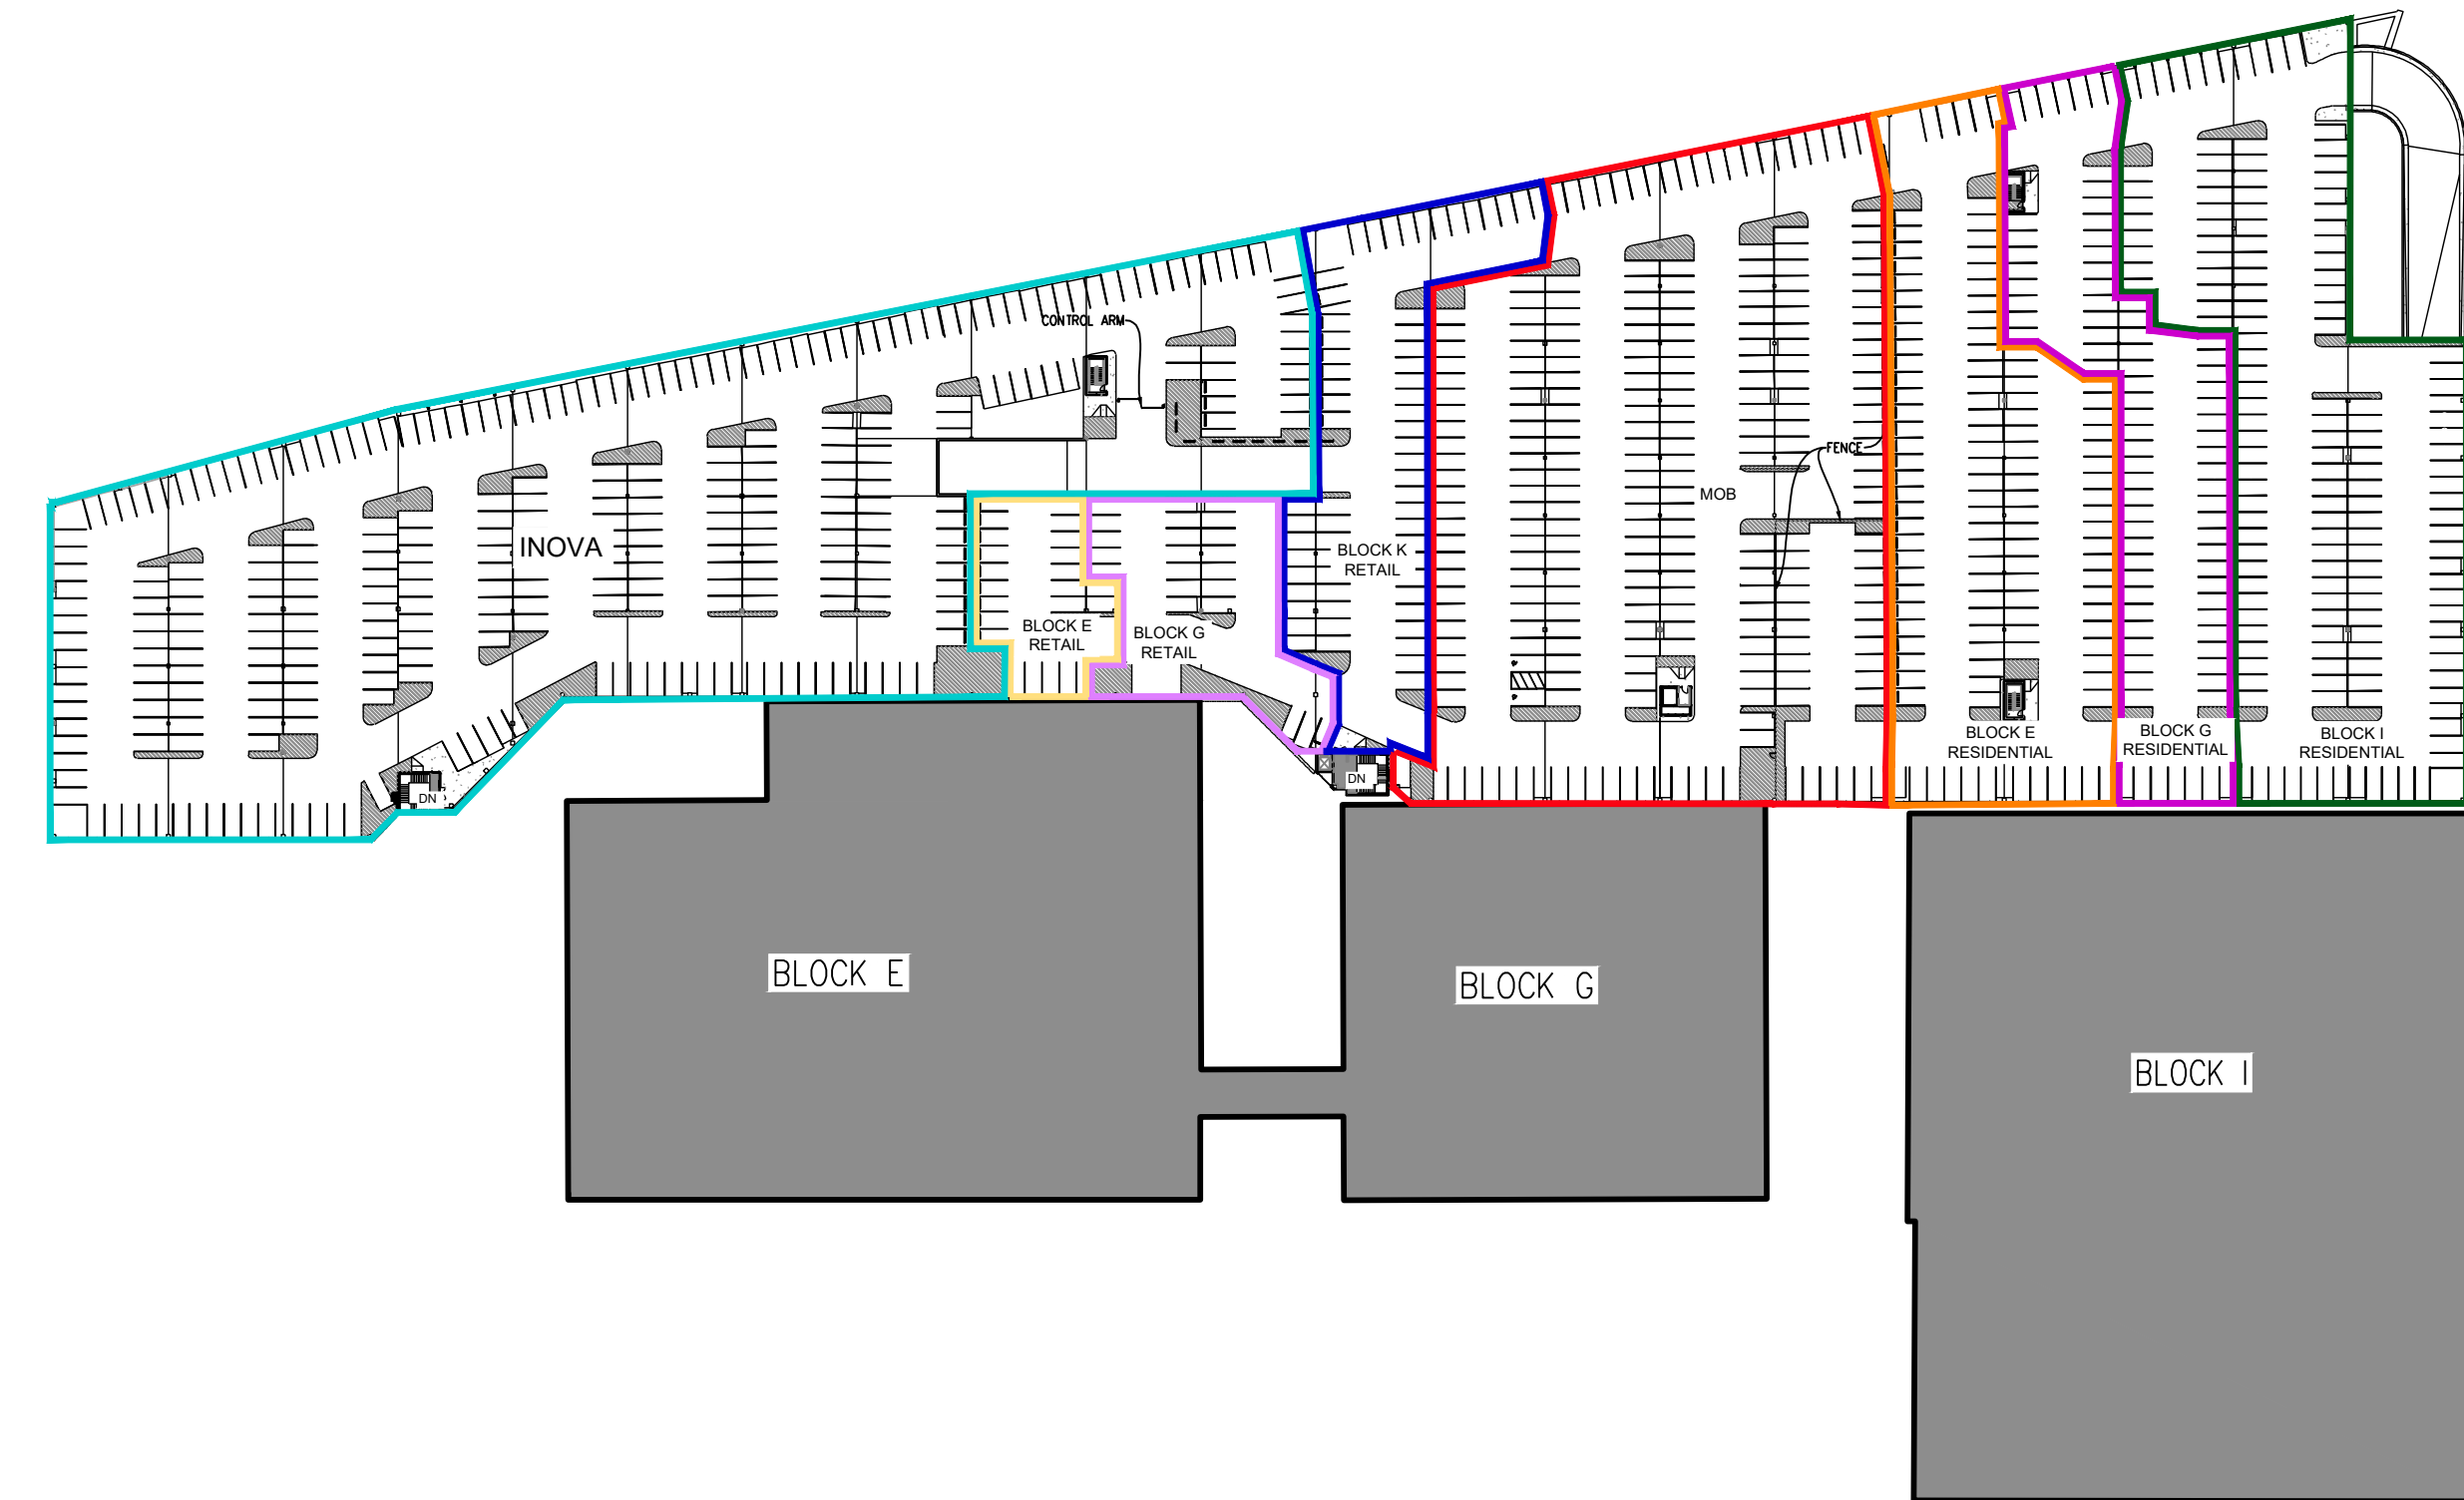 CONTROL ARM
FENCE
MOB
INOVA
BLOCK K
RETAIL
BLOCK E
RETAIL
BLOCK G
RETAIL
BLOCK E
RESIDENTIAL
BLOCK G
RESIDENTIAL
BLOCK I
RESIDENTIAL
DN
DN
BLOCK E
BLOCK G
BLOCK I